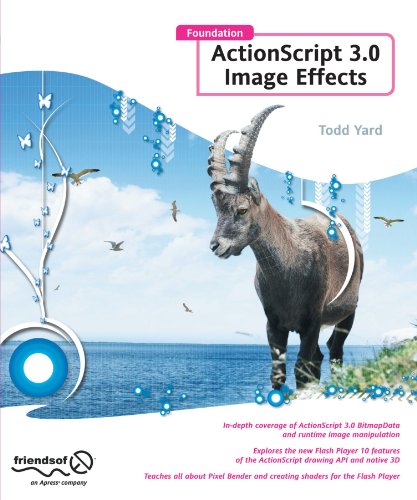 Foundation
ActionScript 3.0
Image Effects
Todd Yard
In-depth coverage of ActionScript 3.0 BitmapData
and runtime image manipulation
Explores the new Flash Player 10 features
of the ActionScript drawing API and native 3D
Teaches all about Pixel Bender and creating shaders for the Flash Player
friendsof
an Apress® company